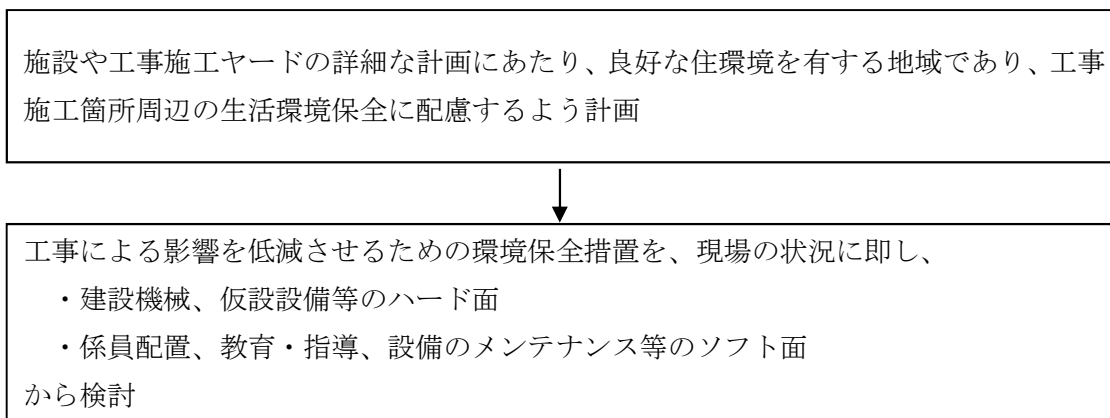 施設や工事施工ヤードの詳細な計画にあたり、良好な住環境を有する地域であり、工事
施工箇所周辺の生活環境保全に配慮するよう計画
工事による影響を低減させるための環境保全措置を、現場の状況に即し、
・建設機械、仮設設備等のハード面
・係員配置、教育・指導、設備のメンテナンス等のソフト面
から検討